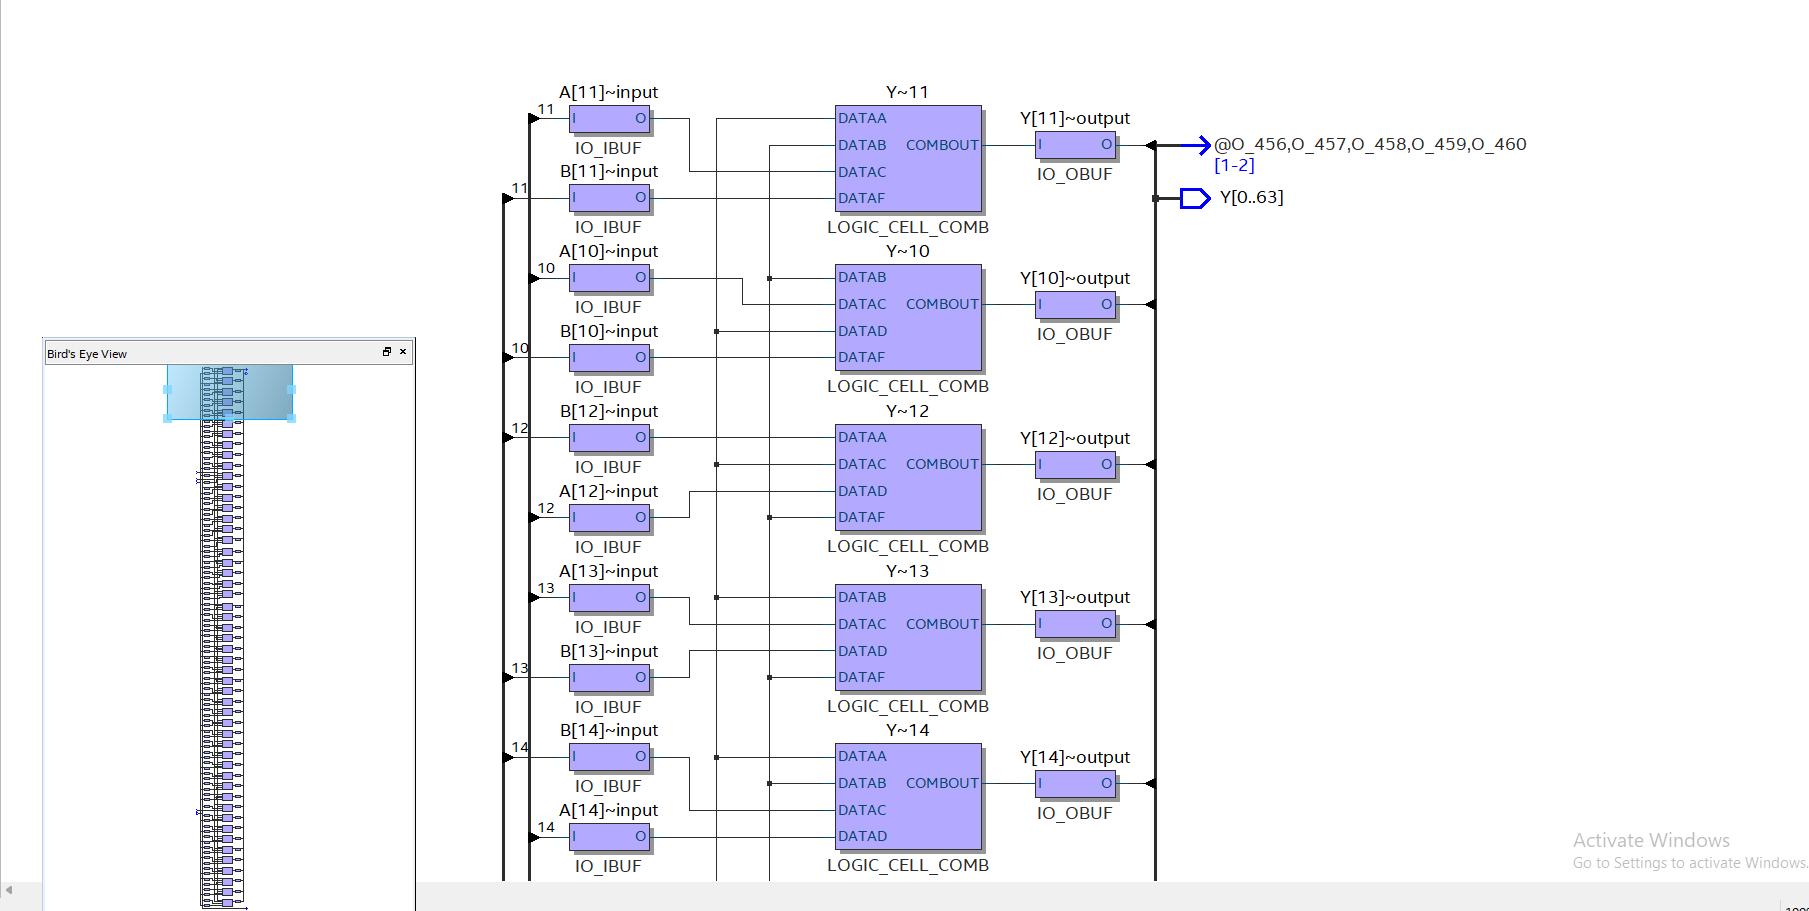 A[11]~input
11
I
O
IO_IBUF
B[11]~input
11
I
O
IO_IBUF
Y~11
DATAA
DATAB
COMBOUT
DATAC
DATAF
LOGIC_CELL_COMB
Y[11]~output
I
O
IO_OBUF
@O_456,O_457,O_458,O_459,O_460
[1-2]
Y[0..63]
A[10]~input
10
I
O
IO_IBUF
B[10]~input
10
I
O
IO_IBUF
Y~10
DATAB
DATAC
COMBOUT
DATAD
DATAF
LOGIC_CELL_COMB
Y[10]~output
I
O
IO_OBUF
Bird's Eye View
B[12]~input
12
I
O
IO_IBUF
A[12]~input
12
I
O
IO_IBUF
Y~12
DATAA
DATAC
COMBOUT
DATAD
DATAF
LOGIC_CELL_COMB
Y[12]~output
I
O
IO_OBUF
A[13]~input
13
I
O
IO_IBUF
B[13]~input
13
I
O
IO_IBUF
Y~13
DATAB
DATAC
COMBOUT
DATAD
DATAF
LOGIC_CELL_COMB
Y[13]~output
I
O
IO_OBUF
B[14]~input
14
I
O
IO_IBUF
A[14]~input
14
I
O
IO_IBUF
Y~14
DATAA
DATAB
COMBOUT
DATAC
DATAD
LOGIC_CELL_COMB
Y[14]~output
I
O
IO_OBUF
Activate Windows
Go to Settings to activate Windows.